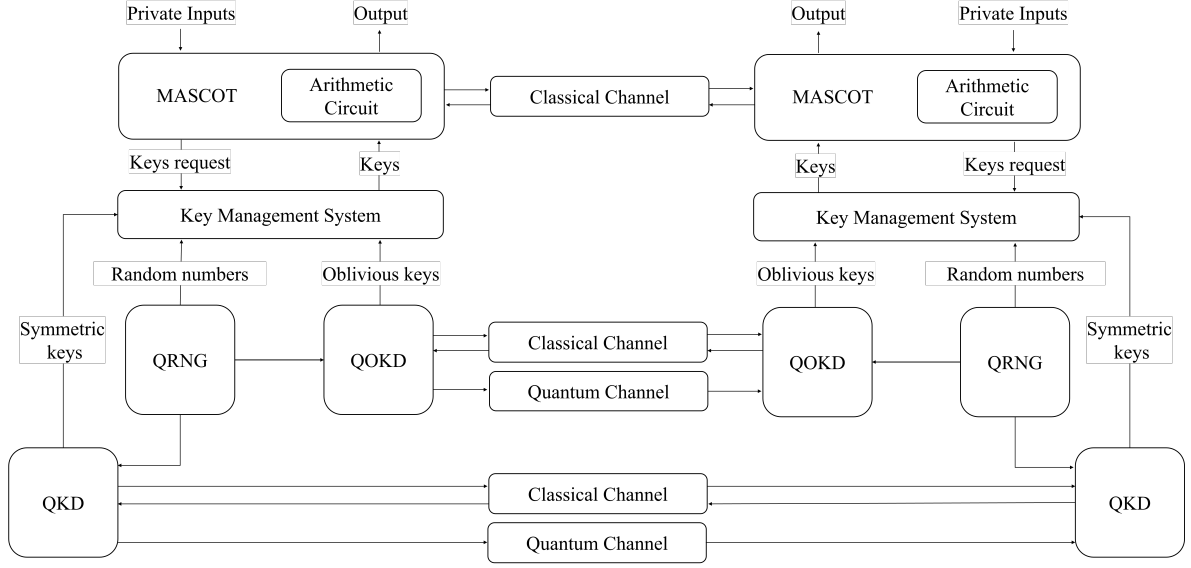 Private Inputs
Output
Output
Private Inputs
MASCOT
Arithmetic
Circuit
Classical Channel
MASCOT
Arithmetic
Circuit
Keys request
Keys
Keys
Keys request
Key Management System
Key Management System
Random numbers
Oblivious keys
Oblivious keys
Random numbers
Symmetric
keys
QRNG
QOKD
Classical Channel
Quantum Channel
QOKD
QRNG
Symmetric
keys
QKD
Classical Channel
Quantum Channel
QKD